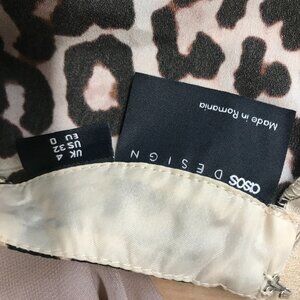 asos DESIGN
Made in Romania
UK 4
US 32
EU 0